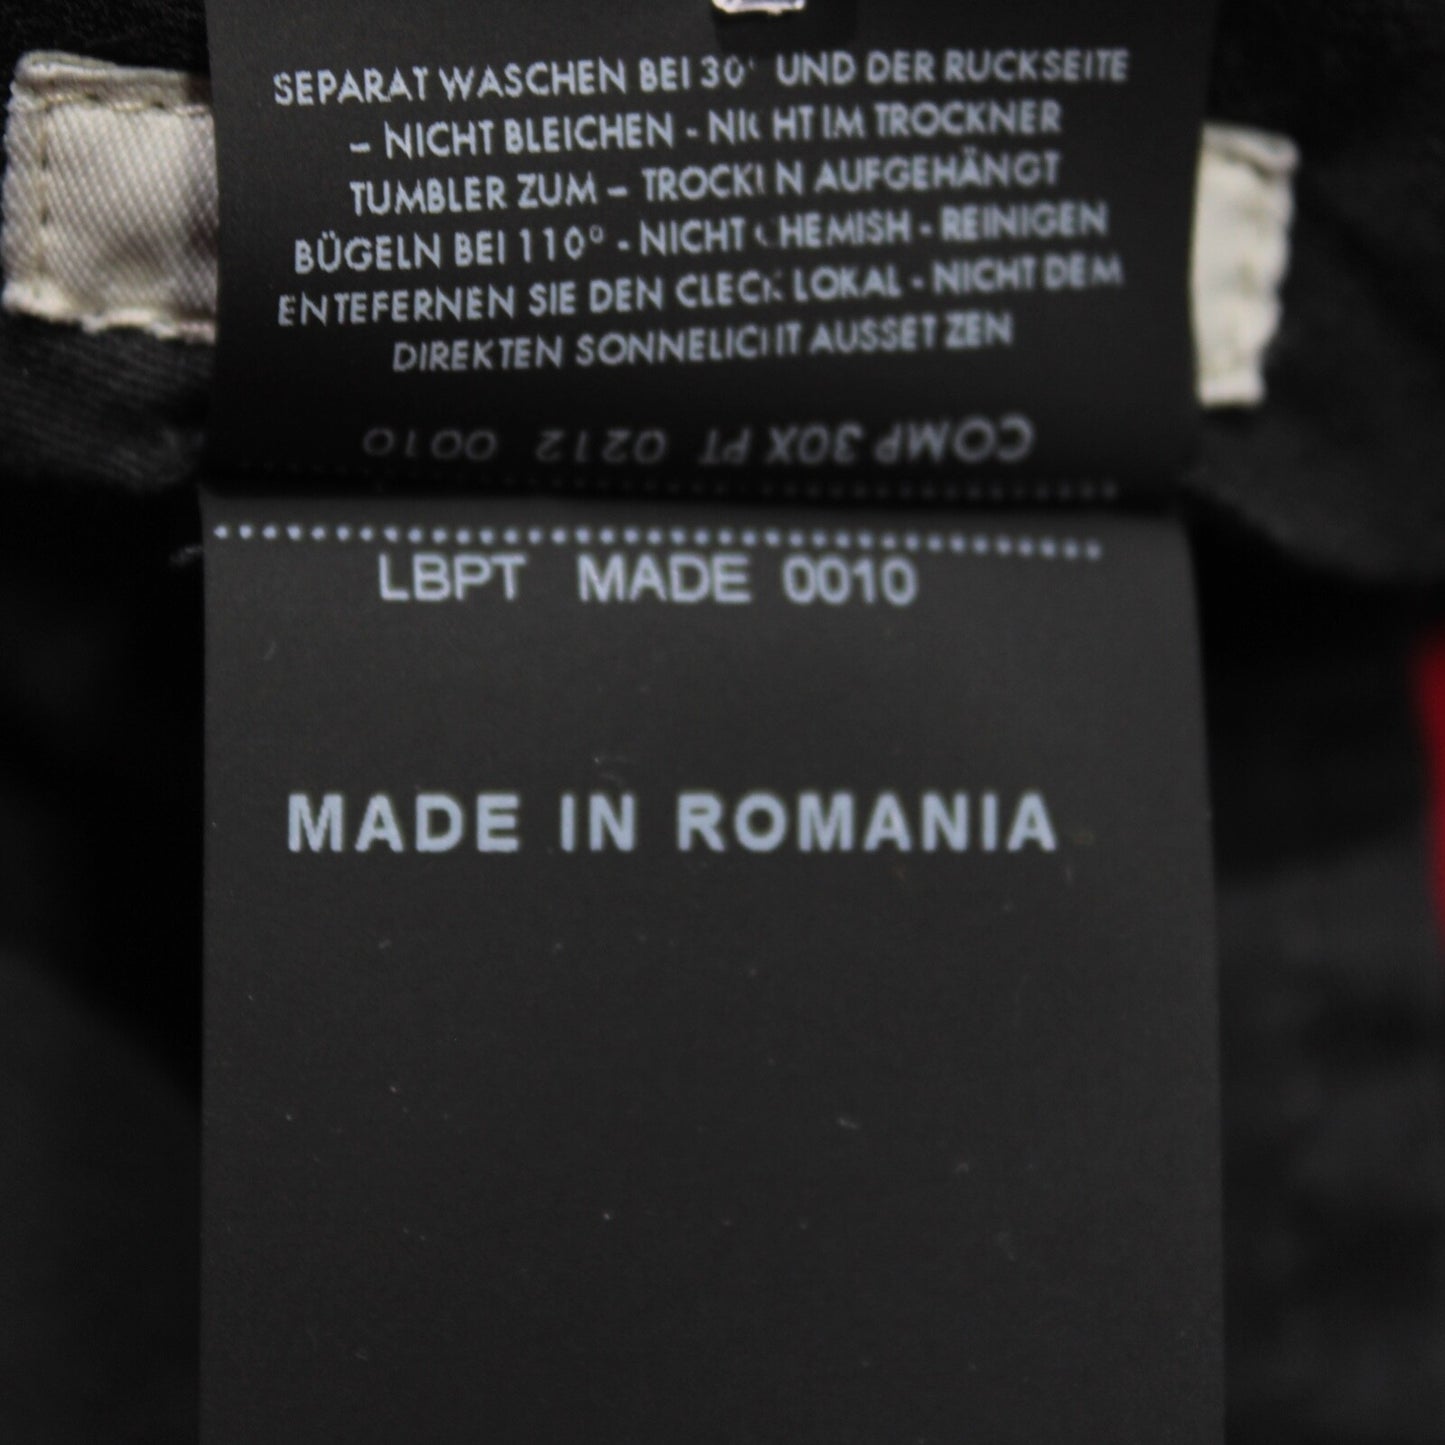 SEPARAT WASCHEN BEI 30° UND DER RUCKSEITE
– NICHT BLEICHEN - NICHT IM TROCKNER
TUMBLER ZUM – TROCKEN AUFGEHÄNGT
BÜGELN BEI 110° - NICHT CHEMISH - REINIGEN
ENTEFERNEN SIE DEN CLECK LOKAL - NICHT DEM
DIREKTEN SONNELICHT AUSSETZEN
COMP 30X PT 0212 0010
LBPT MADE 0010
MADE IN ROMANIA